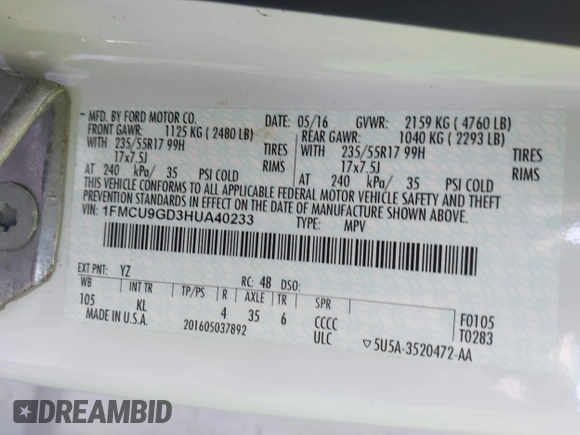 MFD. BY FORD MOTOR CO. DATE: 05/16 GVWR: 2159 KG ( 4760 LB)
FRONT GAWR: 1125 KG ( 2480 LB) REAR GAWR: 1040 KG ( 2293 LB)
WITH 235/55R17 99H TIRES WITH 235/55R17 99H TIRES
17x7.5J RIMS 17x7.5J RIMS
AT 240 kPa/ 35 PSI COLD AT 240 kPa/ 35 PSI COLD
THIS VEHICLE CONFORMS TO ALL APPLICABLE FEDERAL MOTOR VEHICLE SAFETY AND THEFT
PREVENTION STANDARDS IN EFFECT ON THE DATE OF MANUFACTURE SHOWN ABOVE.
VIN: 1FMCU9GD3HUA40233 TYPE: MPV
EXT PNT: YZ RC: 48 DSO:
WB INT TR TP/PS R AXLE TR SPR
105 KL 4 35 6 CCCC F0105
MADE IN U.S.A. 201605037892 ULC T0283
▽5U5A-3520472-AA
DREAMBID